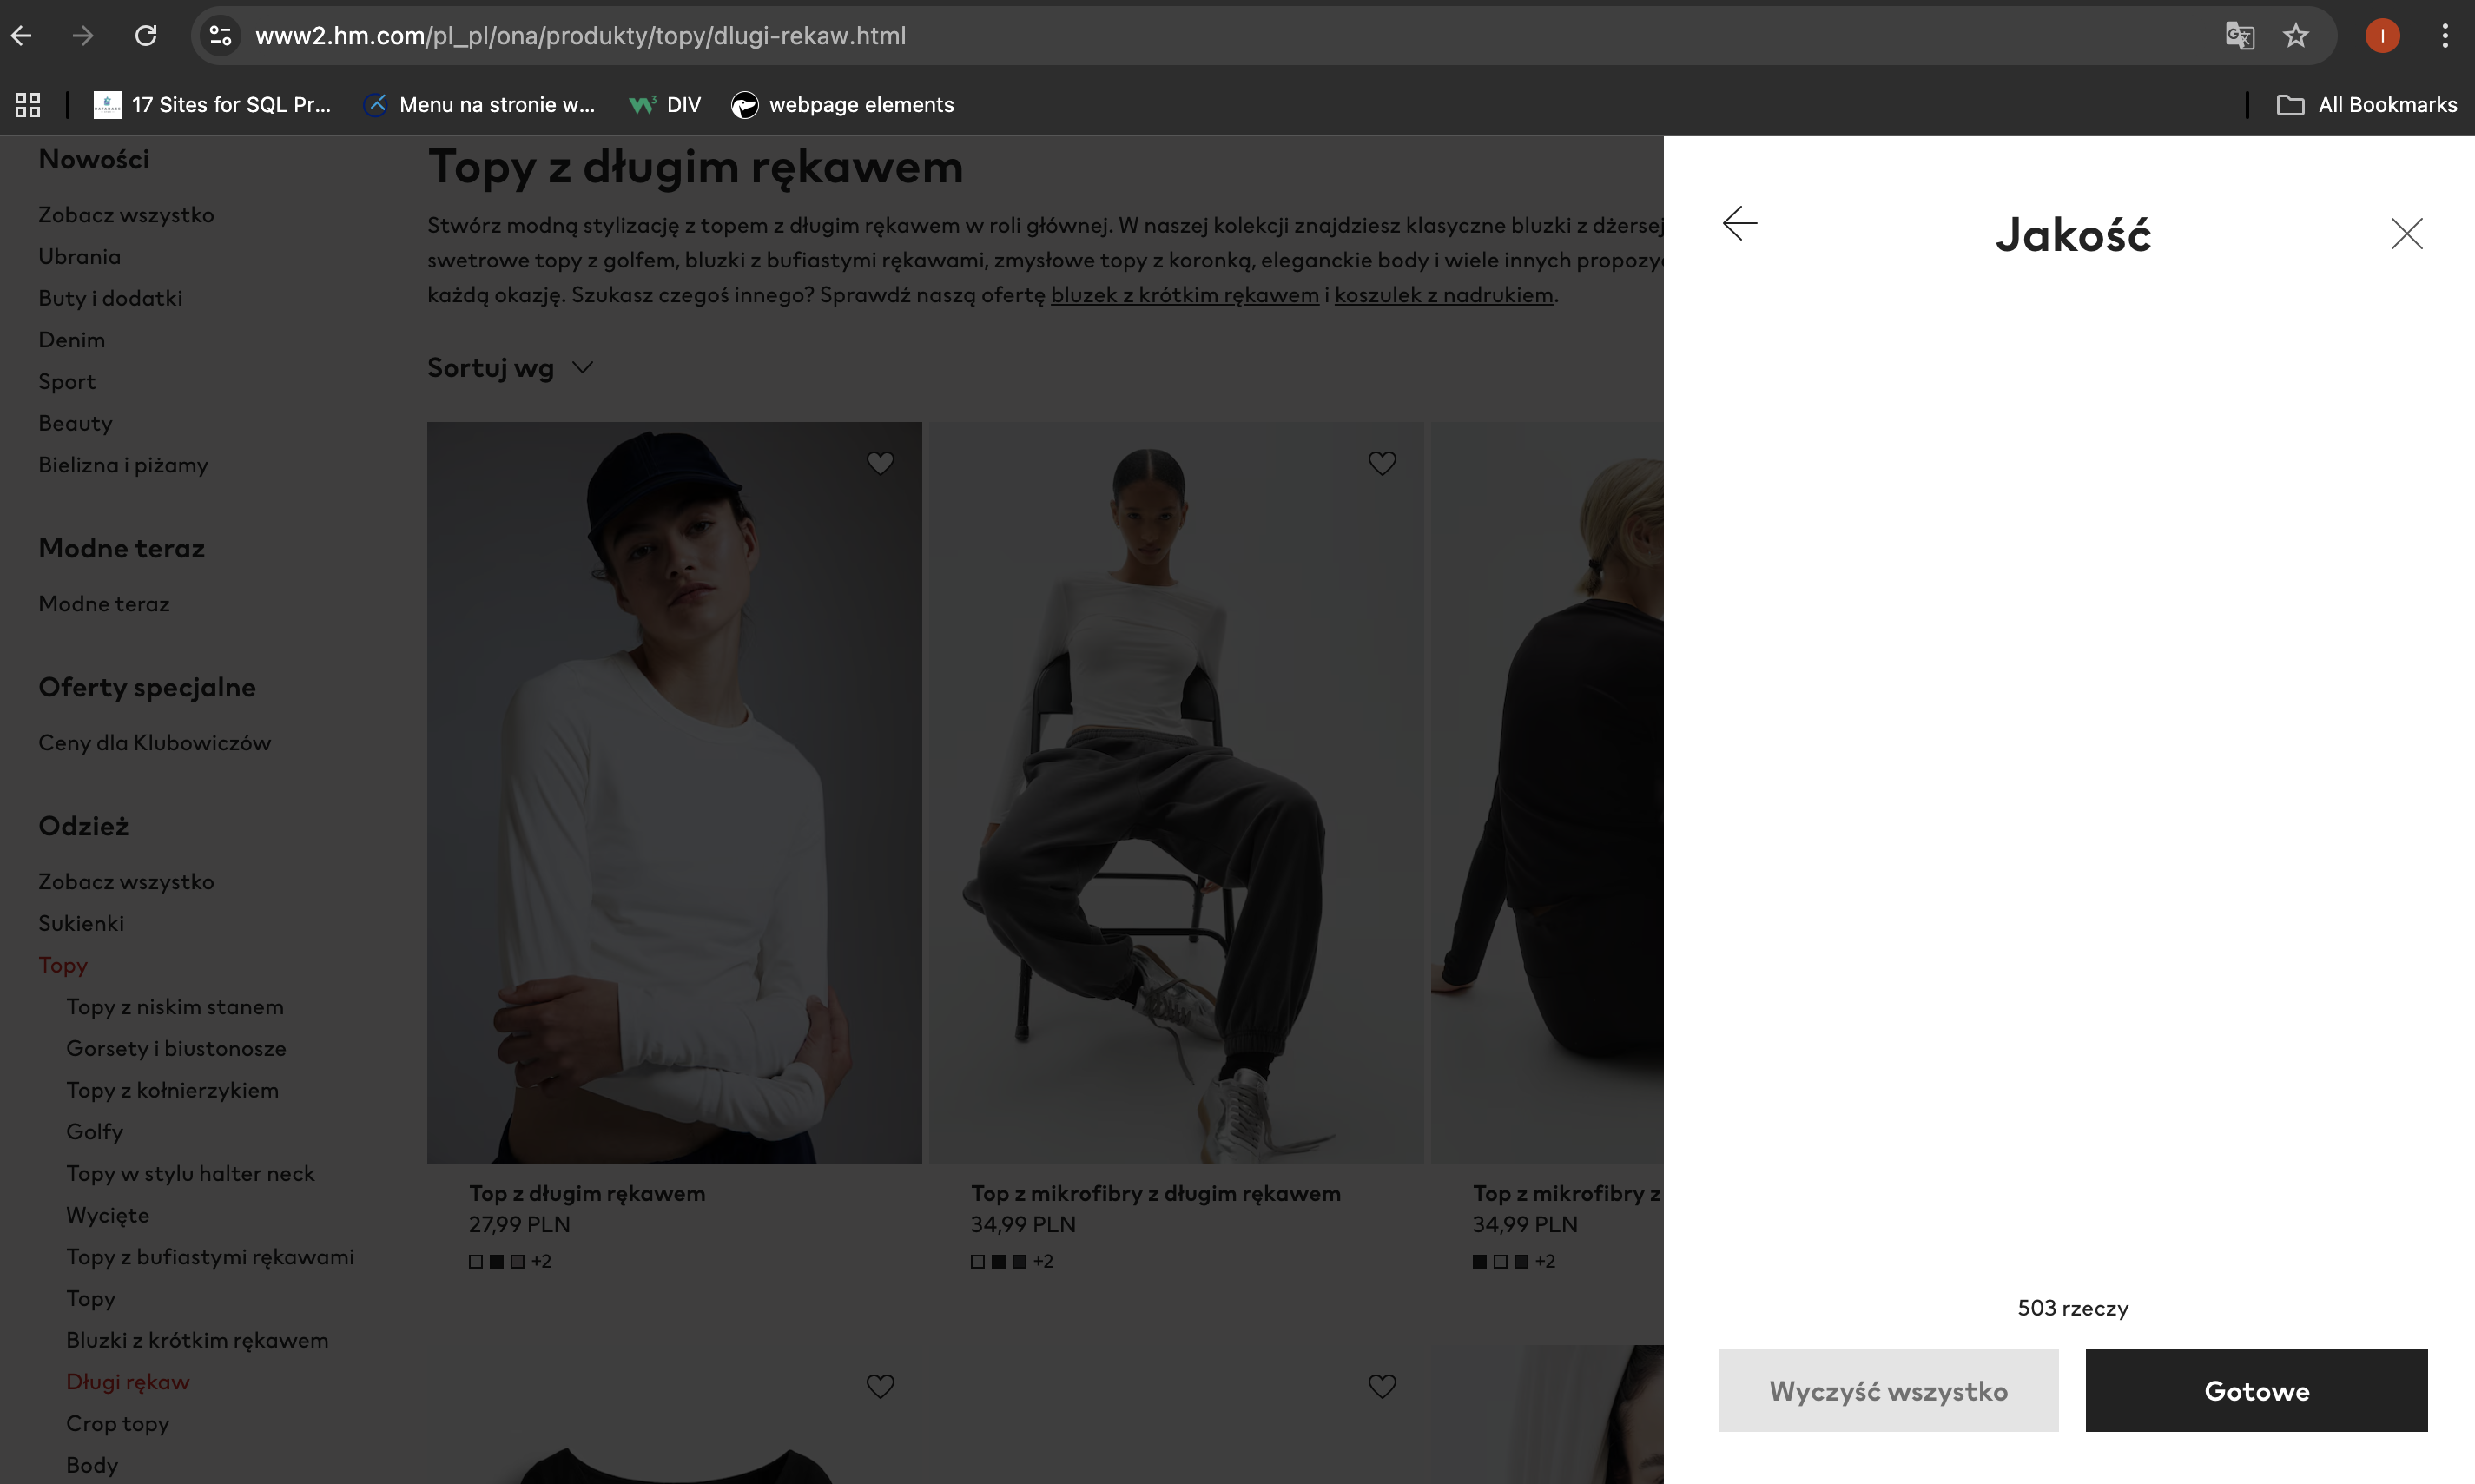 www2.hm.com/pl_pl/ona/produkty/topy/dlugi-rekaw.html
I
17 Sites for SQL Pr...
Menu na stronie w...
DIV
webpage elements
All Bookmarks
Nowości
Zobacz wszystko
Ubrania
Buty i dodatki
Denim
Sport
Beauty
Bielizna i piżamy
Modne teraz
Modne teraz
Oferty specjalne
Ceny dla Klubowiczów
Odzież
Zobacz wszystko
Sukienki
Topy
Topy z niskim stanem
Gorsety i biustonosze
Topy z kołnierzykiem
Golfy
Topy w stylu halter neck
Wycięte
Topy z bufiastymi rękawami
Topy
Bluzki z krótkim rękawem
Długi rękaw
Crop topy
Body
Topy z długim rękawem
Stwórz modną stylizację z topem z długim rękawem w roli głównej. W naszej kolekcji znajdziesz klasyczne bluzki z dżersej
swetrowe topy z golfem, bluzki z bufiastymi rękawami, zmysłowe topy z koronką, eleganckie body i wiele innych propozyc
każdą okazję. Szukasz czegoś innego? Sprawdź naszą ofertę bluzek z krótkim rękawem i koszulek z nadrukiem.
Sortuj wg
Top z długim rękawem
27,99 PLN
+2
Top z mikrofibry z długim rękawem
34,99 PLN
+2
Top z mikrofibry z
34,99 PLN
+2
Jakość
503 rzeczy
Wyczyść wszystko
Gotowe